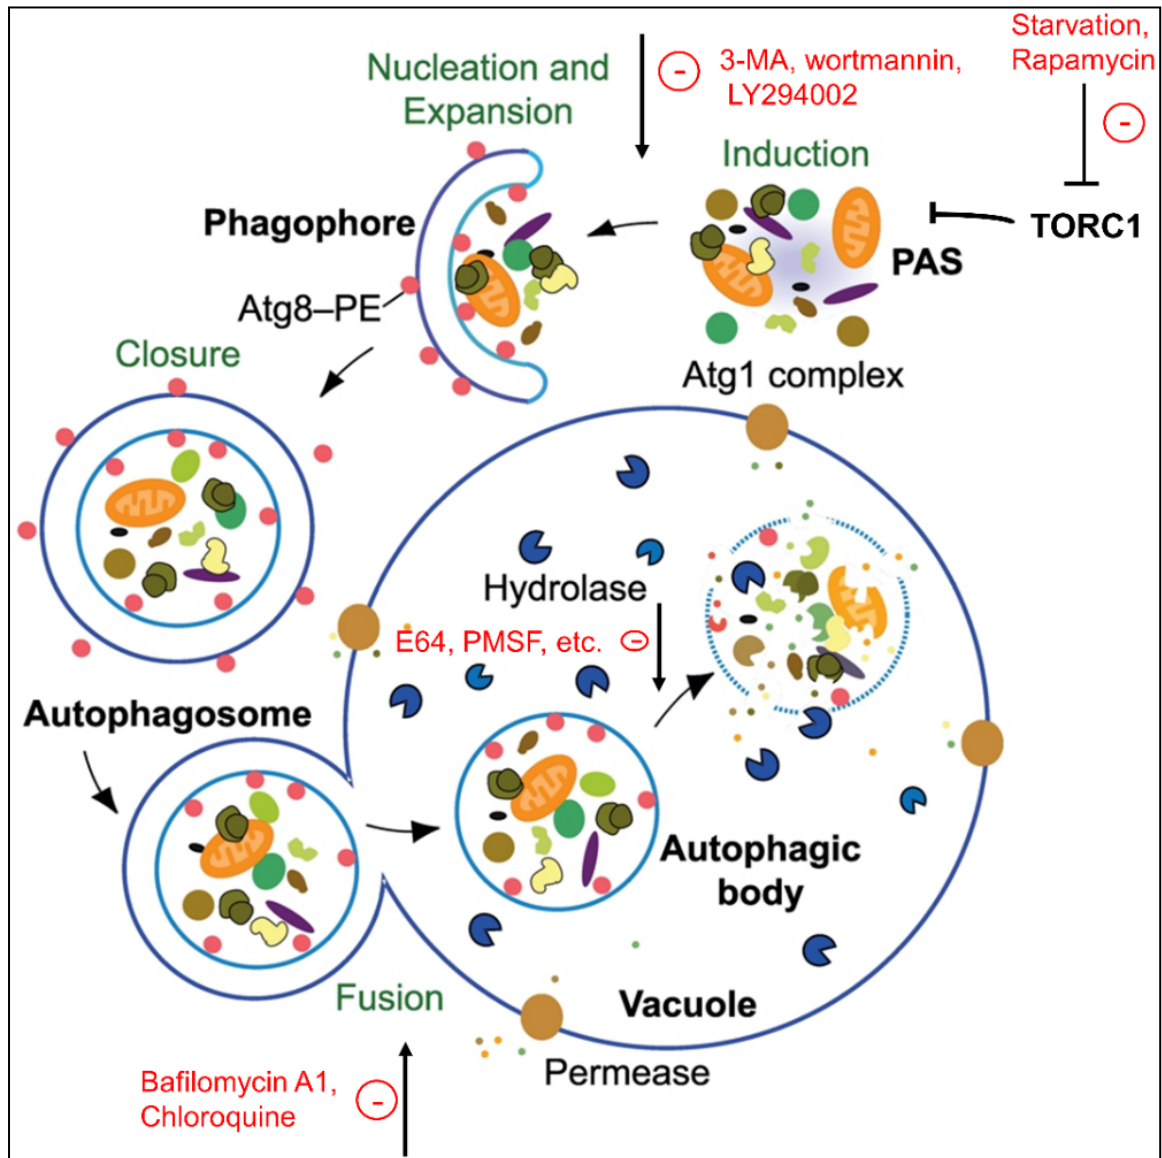 Starvation,
Rapamycin
-
3-MA, wortmannin,
LY294002
-
Nucleation and
Expansion
Induction
Phagophore
TORC1
PAS
Atg8–PE
Closure
Atg1 complex
Hydrolase
E64, PMSF, etc.
-
Autophagosome
Autophagic
body
Fusion
Vacuole
Permease
Bafilomycin A1,
Chloroquine
-